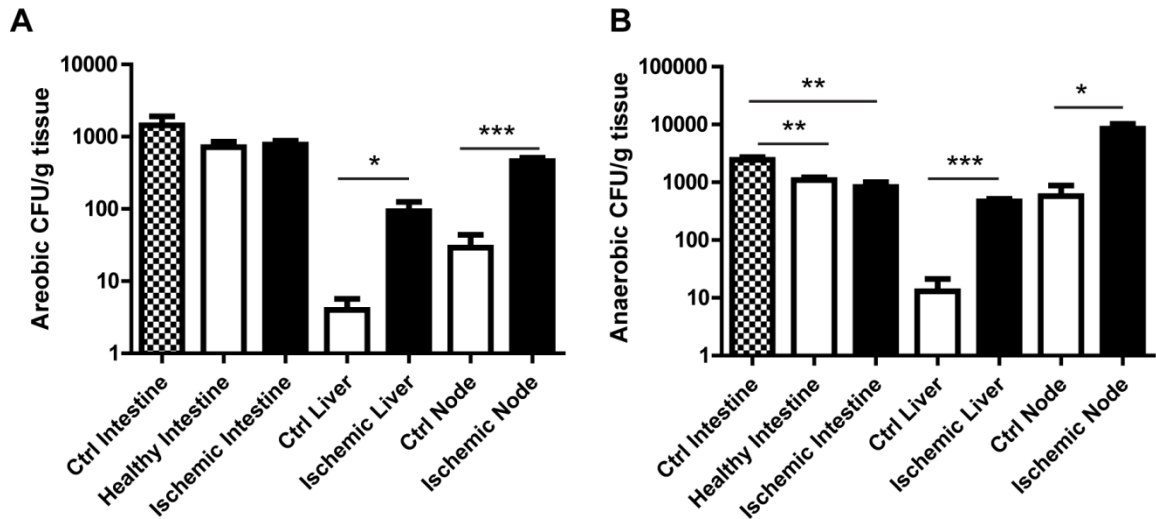 A
Areobic CFU/g tissue
10000
1000
100
10
1
*
***
Ctrl Intestine
Healthy Intestine
Ischemic Intestine
Ctrl Liver
Ischemic Liver
Ctrl Node
Ischemic Node
B
Anaerobic CFU/g tissue
100000
10000
1000
100
10
1
**
**
***
*
Ctrl Intestine
Healthy Intestine
Ischemic Intestine
Ctrl Liver
Ischemic Liver
Ctrl Node
Ischemic Node